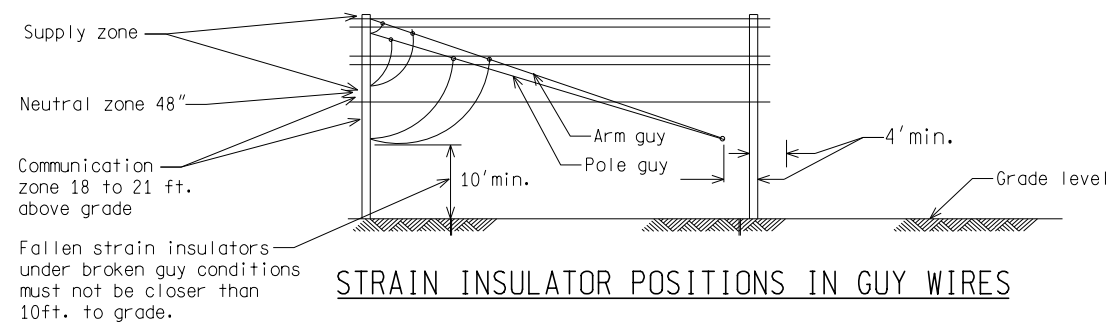 Supply zone
Neutral zone 48"
Communication
zone 18 to 21 ft.
above grade
Fallen strain insulators
under broken guy conditions
must not be closer than
10ft. to grade.
Arm guy
Pole guy
10'min.
4'min.
Grade level
STRAIN INSULATOR POSITIONS IN GUY WIRES